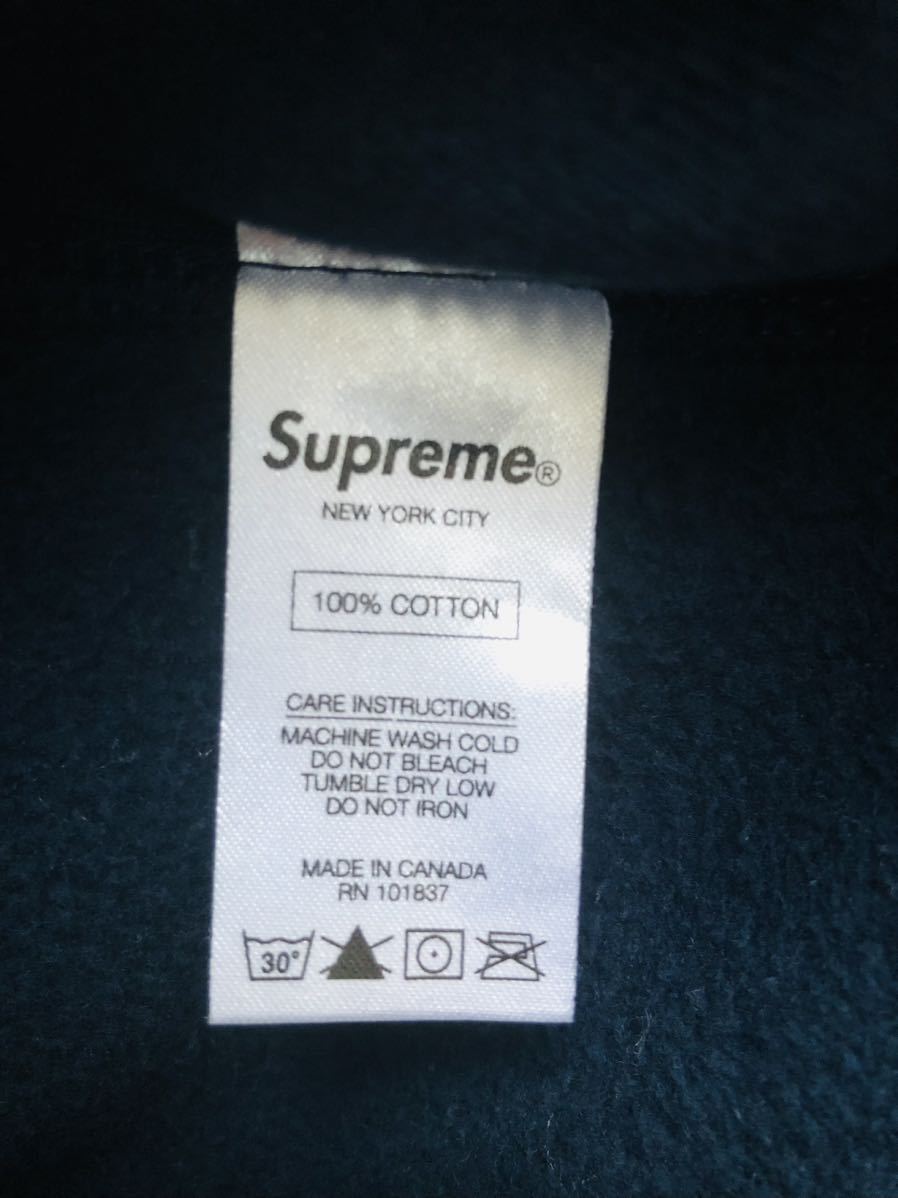 Supreme®
NEW YORK CITY
100% COTTON
CARE INSTRUCTIONS:
MACHINE WASH COLD
DO NOT BLEACH
TUMBLE DRY LOW
DO NOT IRON
MADE IN CANADA
RN 101837
30°